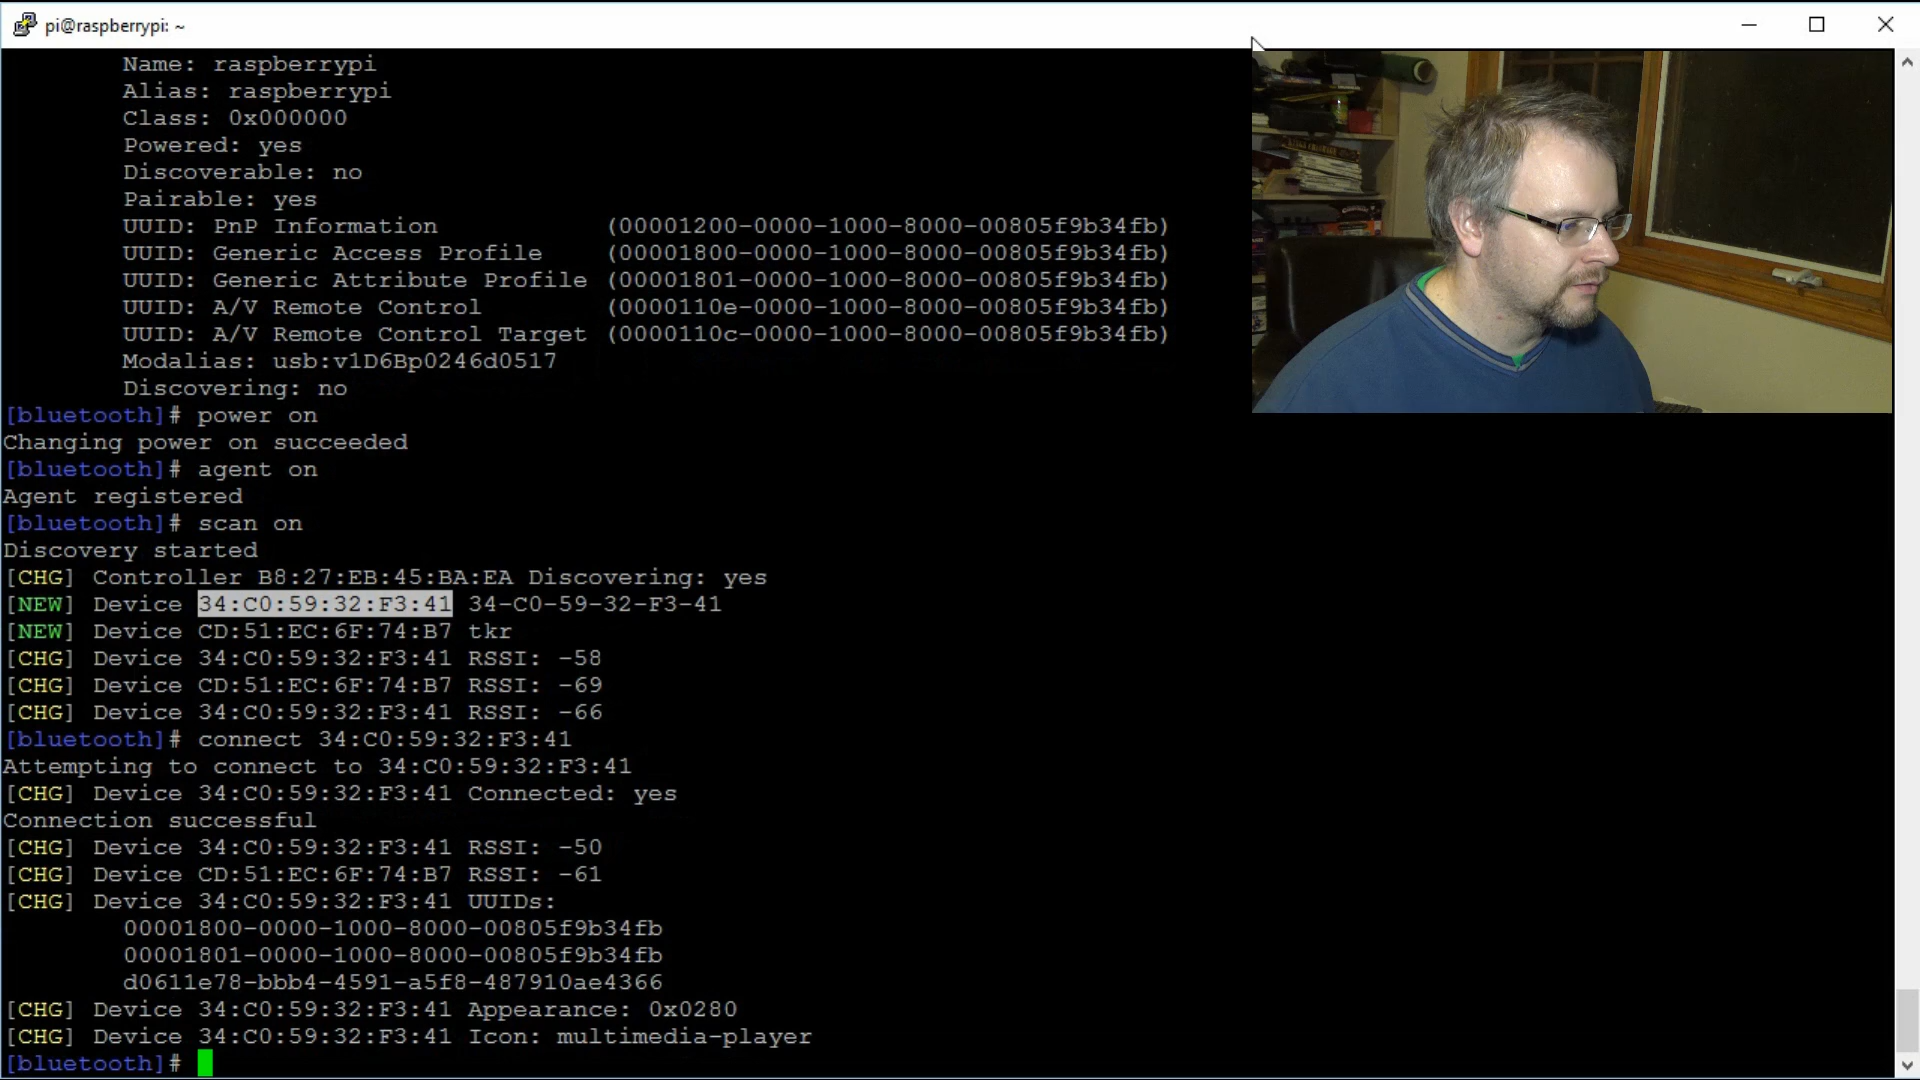 pi@raspberrypi: ~
Name: raspberrypi
Alias: raspberrypi
Class: 0x000000
Powered: yes
Discoverable: no
Pairable: yes
UUID: PnP Information (00001200-0000-1000-8000-00805f9b34fb)
UUID: Generic Access Profile (00001800-0000-1000-8000-00805f9b34fb)
UUID: Generic Attribute Profile (00001801-0000-1000-8000-00805f9b34fb)
UUID: A/V Remote Control (0000110e-0000-1000-8000-00805f9b34fb)
UUID: A/V Remote Control Target (0000110c-0000-1000-8000-00805f9b34fb)
Modalias: usb:v1D6Bp0246d0517
Discovering: no
[bluetooth]# power on
Changing power on succeeded
[bluetooth]# agent on
Agent registered
[bluetooth]# scan on
Discovery started
[CHG] Controller B8:27:EB:45:BA:EA Discovering: yes
[NEW] Device 34:C0:59:32:F3:41 34-C0-59-32-F3-41
[NEW] Device CD:51:EC:6F:74:B7 tkr
[CHG] Device 34:C0:59:32:F3:41 RSSI: -58
[CHG] Device CD:51:EC:6F:74:B7 RSSI: -69
[CHG] Device 34:C0:59:32:F3:41 RSSI: -66
[bluetooth]# connect 34:C0:59:32:F3:41
Attempting to connect to 34:C0:59:32:F3:41
[CHG] Device 34:C0:59:32:F3:41 Connected: yes
Connection successful
[CHG] Device 34:C0:59:32:F3:41 RSSI: -50
[CHG] Device CD:51:EC:6F:74:B7 RSSI: -61
[CHG] Device 34:C0:59:32:F3:41 UUIDs:
00001800-0000-1000-8000-00805f9b34fb
00001801-0000-1000-8000-00805f9b34fb
d0611e78-bbb4-4591-a5f8-487910ae4366
[CHG] Device 34:C0:59:32:F3:41 Appearance: 0x0280
[CHG] Device 34:C0:59:32:F3:41 Icon: multimedia-player
[bluetooth]#